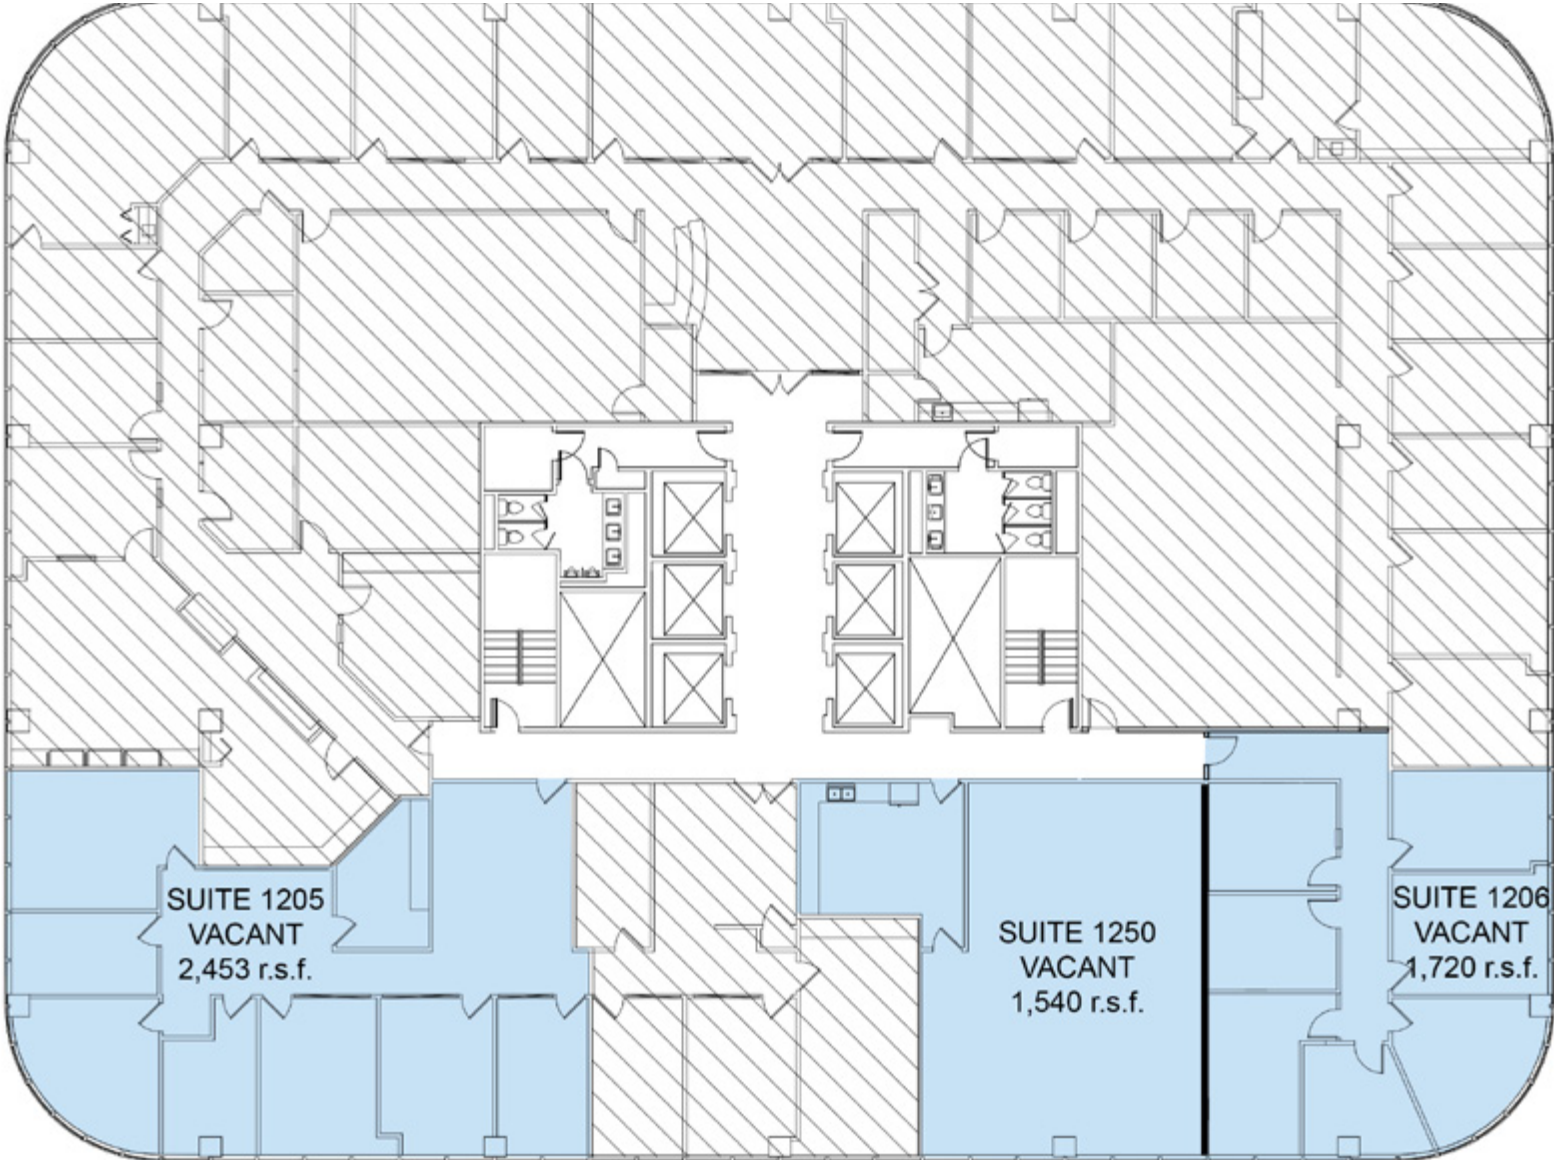 SUITE 1205
VACANT
2,453 r.s.f.
SUITE 1250
VACANT
1,540 r.s.f.
SUITE 1206
VACANT
1,720 r.s.f.